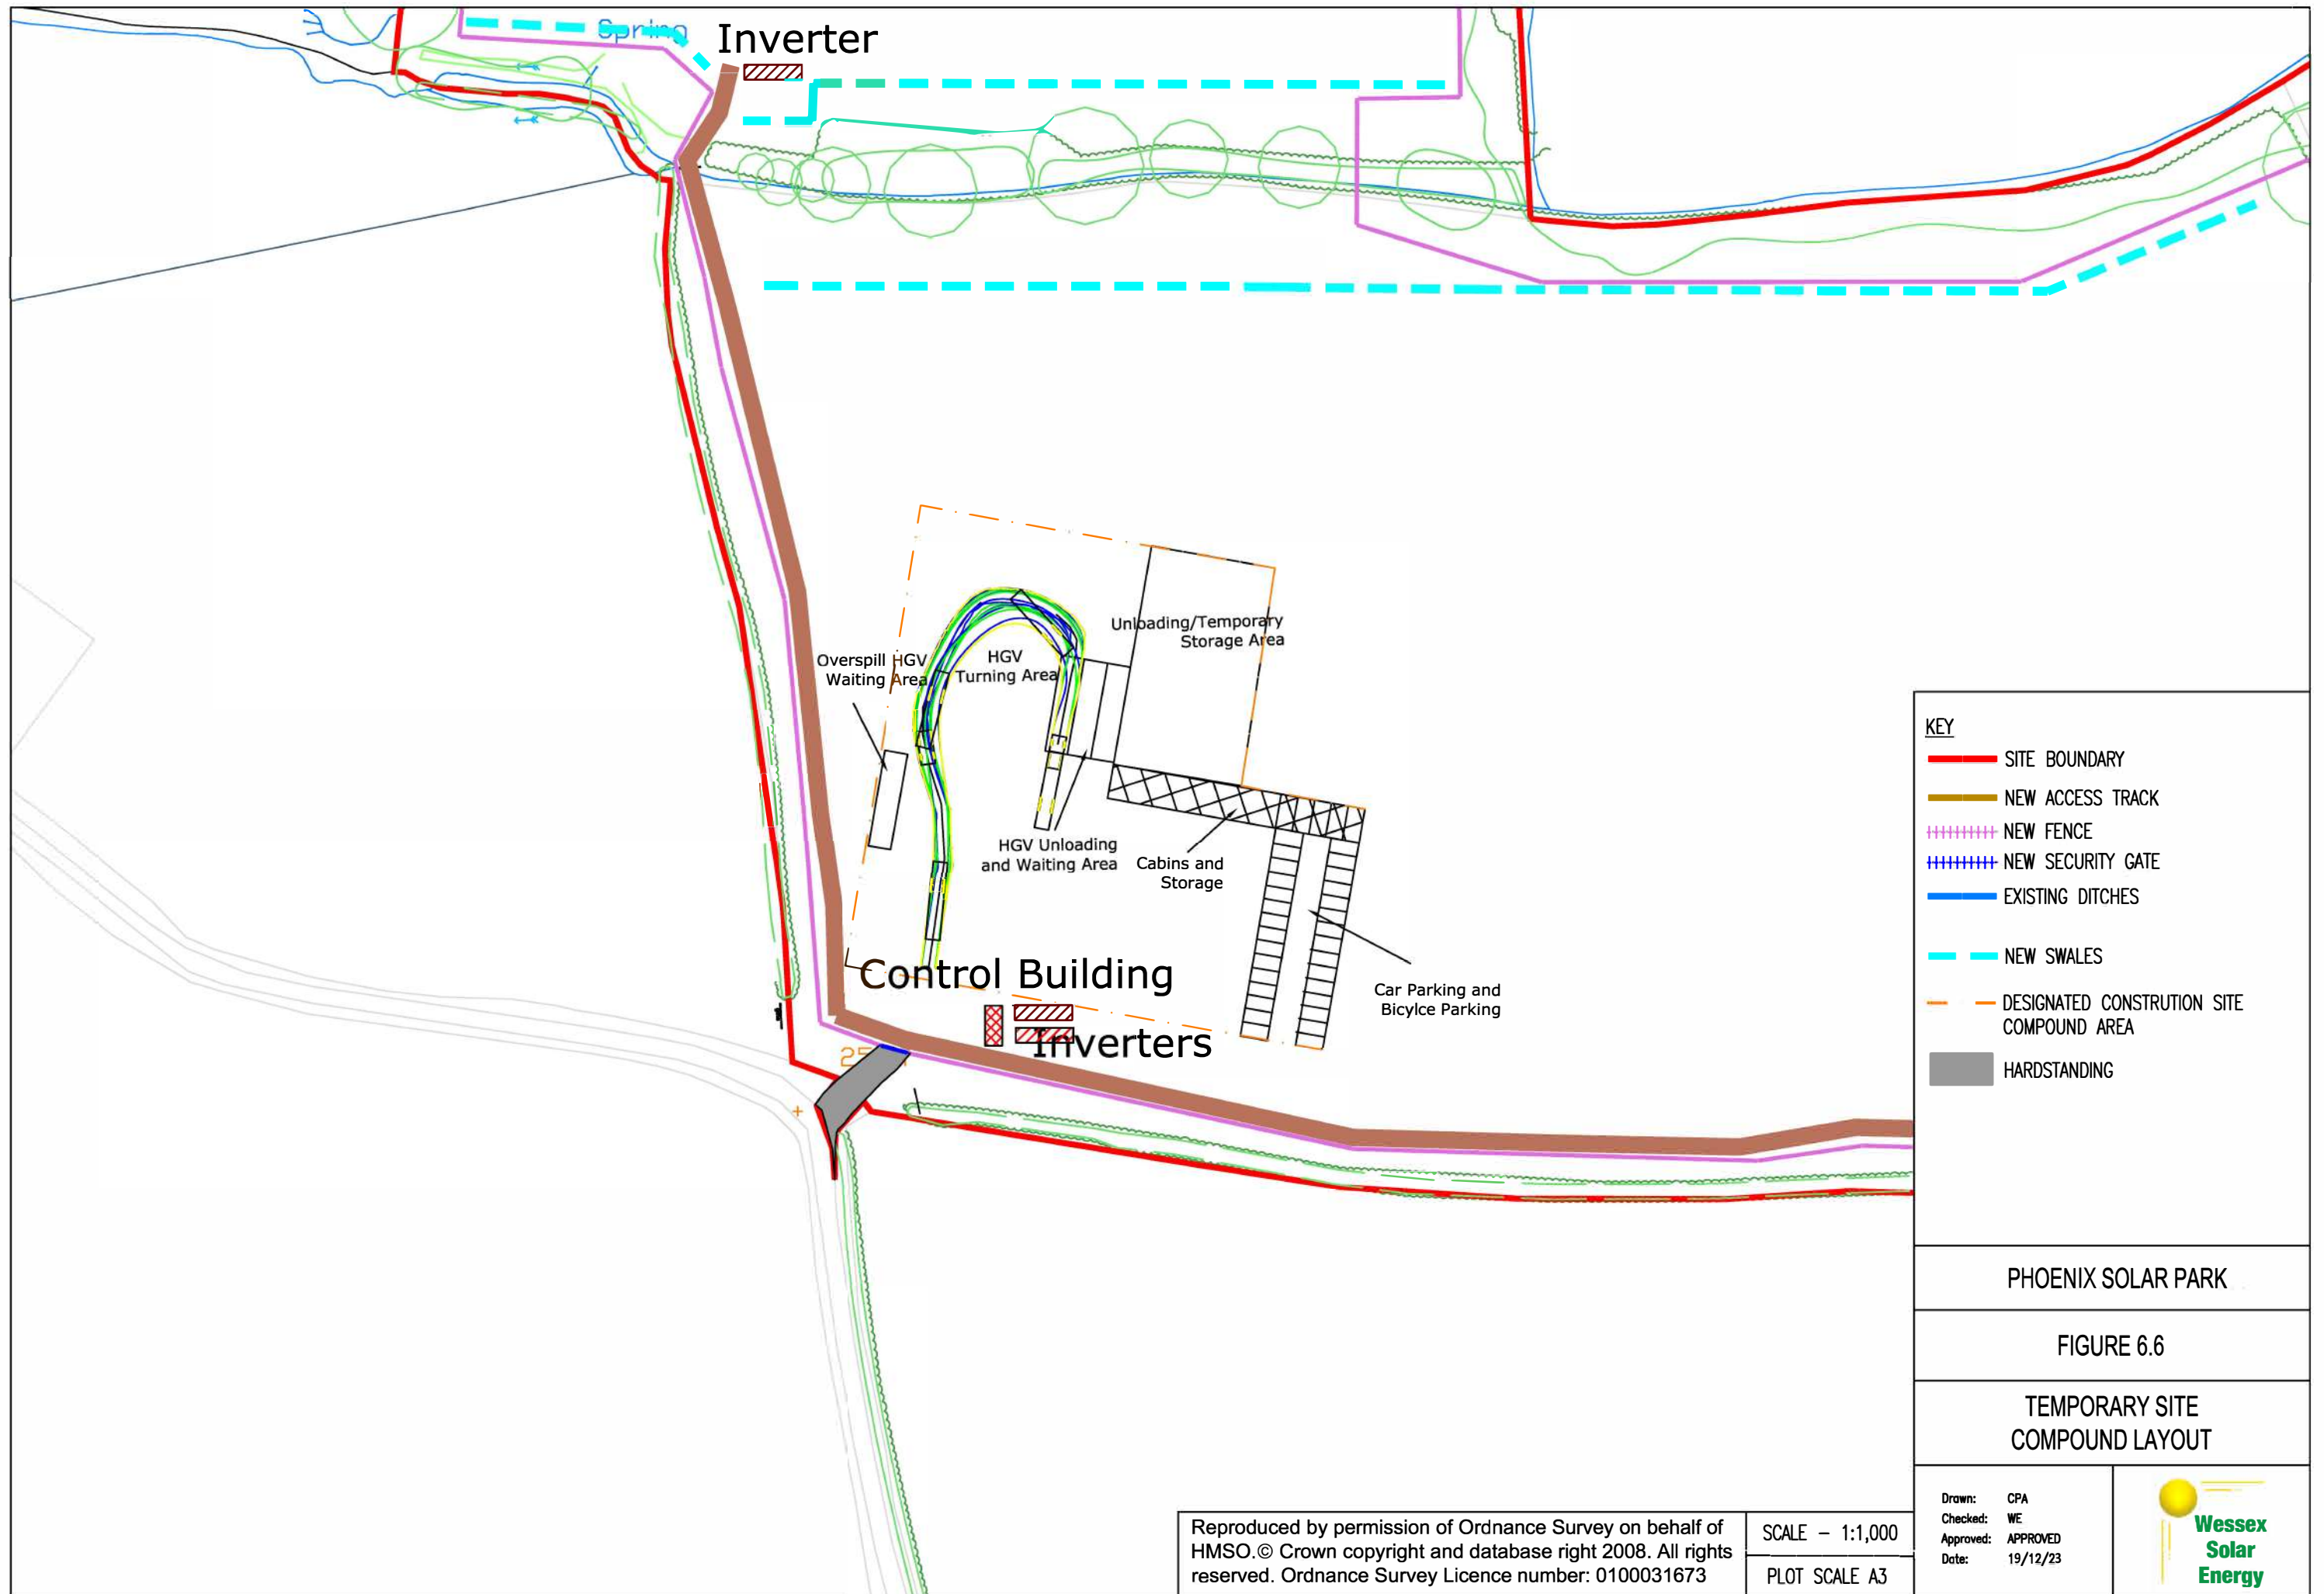 Spring
Inverter
Unloading/Temporary
Storage Area
Overspill HGV
Waiting Area
HGV
Turning Area
HGV Unloading
and Waiting Area
Cabins and
Storage
Control Building
Car Parking and
Bicylce Parking
Inverters
KEY
SITE BOUNDARY
NEW ACCESS TRACK
NEW FENCE
NEW SECURITY GATE
EXISTING DITCHES
NEW SWALES
DESIGNATED CONSTRUTION SITE
COMPOUND AREA
HARDSTANDING
PHOENIX SOLAR PARK
FIGURE 6.6
TEMPORARY SITE
COMPOUND LAYOUT
Drawn: CPA
Checked: WE
Approved: APPROVED
Date: 19/12/23
Wessex
Solar
Energy
Reproduced by permission of Ordnance Survey on behalf of
HMSO.© Crown copyright and database right 2008. All rights
reserved. Ordnance Survey Licence number: 0100031673
SCALE – 1:1,000
PLOT SCALE A3